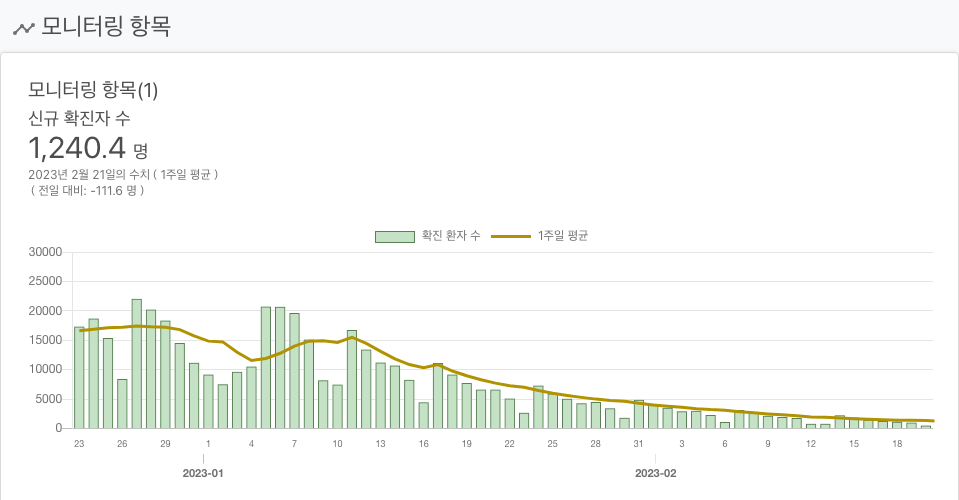 모니터링 항목
모니터링 항목(1)
신규 확진자 수
1,240.4 명
2023년 2월 21일의 수치 ( 1주일 평균 )
( 전일 대비: -111.6 명 )
확진 환자 수 1주일 평균
30000
25000
20000
15000
10000
5000
0
23 26 29 1 4 7 10 13 16 19 22 25 28 31 3 6 9 12 15 18
2023-01 2023-02